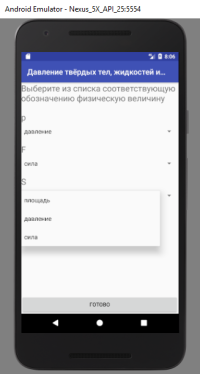 Android Emulator - Nexus_5X_API_25:5554
8:06
Давление твёрдых тел, жидкостей и...
Выберите из списка соответствующую
обозначению физическую величину
p
давление
F
сила
S
площадь
давление
сила
ГОТОВО